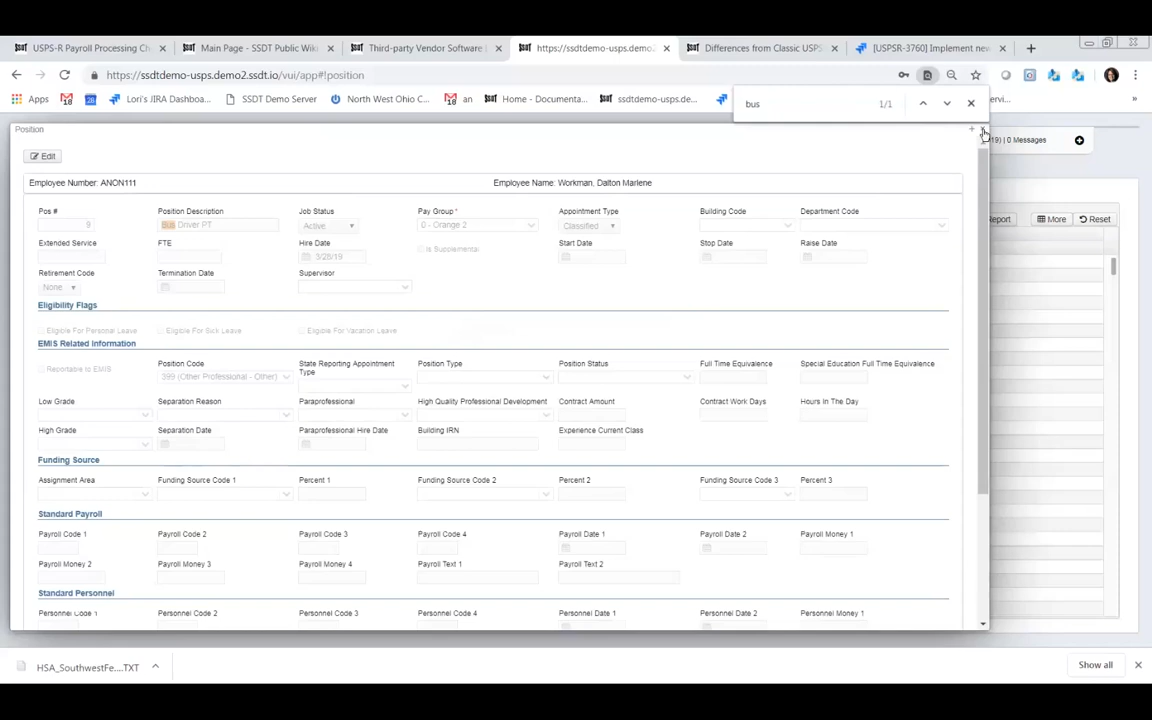 USPS-R Payroll Processing Ch
Main Page - SSDT Public Wiki
Third-party Vendor Software I
https://ssdtdemo-usps.demo2.
Differences from Classic USPS
[USPSR-3760] Implement new
https://ssdtdemo-usps.demo2.ssdt.io/vui/app#!position
Apps
Lori's JIRA Dashboa...
SSDT Demo Server
North West Ohio C...
an
Home - Documenta...
ssdtdemo-usps.de...
ervi...
bus
1/1
Position
19) | 0 Messages
Edit
Employee Number: ANON111
Employee Name: Workman, Dalton Marlene
Pos #
Position Description
Job Status
Pay Group *
Appointment Type
Building Code
Department Code
9
Bus Driver PT
Active
0 - Orange 2
Classified
eport
More
Reset
Extended Service
FTE
Hire Date
Is Supplemental
Start Date
Stop Date
Raise Date
3/28/19
Retirement Code
Termination Date
Supervisor
None
Eligibility Flags
Eligible For Personal Leave
Eligible For Sick Leave
Eligible For Vacation Leave
EMIS Related Information
Reportable to EMIS
Position Code
State Reporting Appointment Type
Position Type
Position Status
Full Time Equivalence
Special Education Full Time Equivalence
399 (Other Professional - Other)
Low Grade
Separation Reason
Paraprofessional
High Quality Professional Development
Contract Amount
Contract Work Days
Hours In The Day
High Grade
Separation Date
Paraprofessional Hire Date
Building IRN
Experience Current Class
Funding Source
Assignment Area
Funding Source Code 1
Percent 1
Funding Source Code 2
Percent 2
Funding Source Code 3
Percent 3
Standard Payroll
Payroll Code 1
Payroll Code 2
Payroll Code 3
Payroll Code 4
Payroll Date 1
Payroll Date 2
Payroll Money 1
Payroll Money 2
Payroll Money 3
Payroll Money 4
Payroll Text 1
Payroll Text 2
Standard Personnel
Personnel Code 1
Personnel Code 2
Personnel Code 3
Personnel Code 4
Personnel Date 1
Personnel Date 2
Personnel Money 1
HSA_SouthwestFe....TXT
Show all